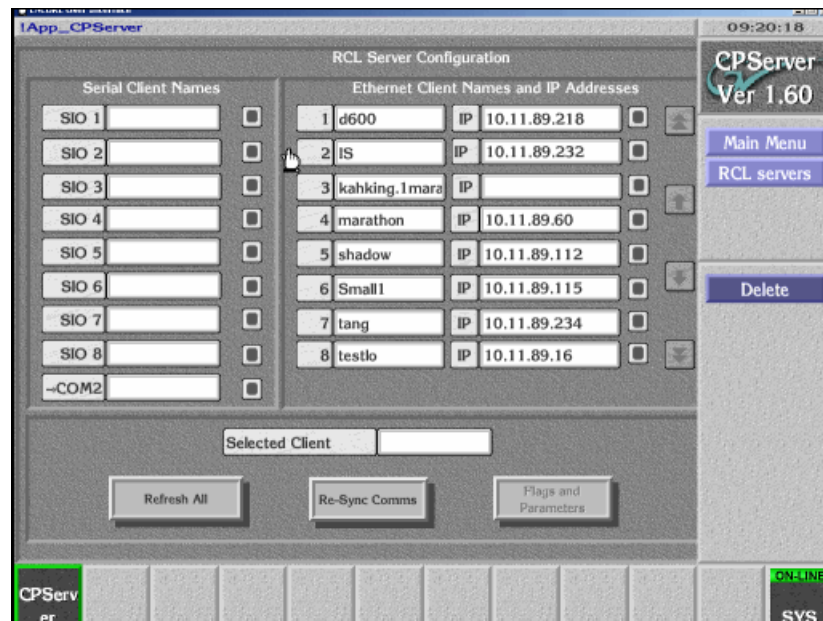 ENCORE User Interface
!App_CPServer
09:20:18
RCL Server Configuration
CPServer
Ver 1.60
Serial Client Names
Ethernet Client Names and IP Addresses
SIO 1
1 d600 IP 10.11.89.218
SIO 2
2 IS IP 10.11.89.232
SIO 3
3 kahking.1mara IP
SIO 4
4 marathon IP 10.11.89.60
SIO 5
5 shadow IP 10.11.89.112
SIO 6
6 Small1 IP 10.11.89.115
SIO 7
7 tang IP 10.11.89.234
SIO 8
8 testlo IP 10.11.89.16
COM2
Main Menu
RCL servers
Delete
Selected Client
Refresh All
Re-Sync Comms
Flags and
Parameters
CPServ
er
ON-LINE
SYS